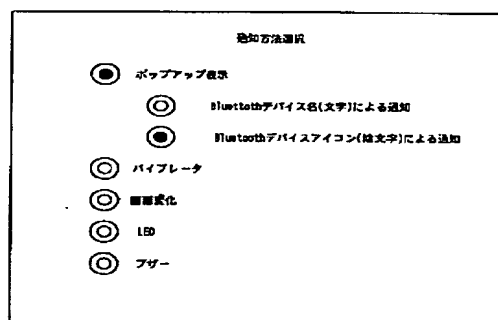 通知方法選択
ポップアップ表示
Bluettothデバイス名(文字)による通知
Bluetoothデバイスアイコン(絵文字)による通知
バイブレータ
画面変化
LED
ブザー